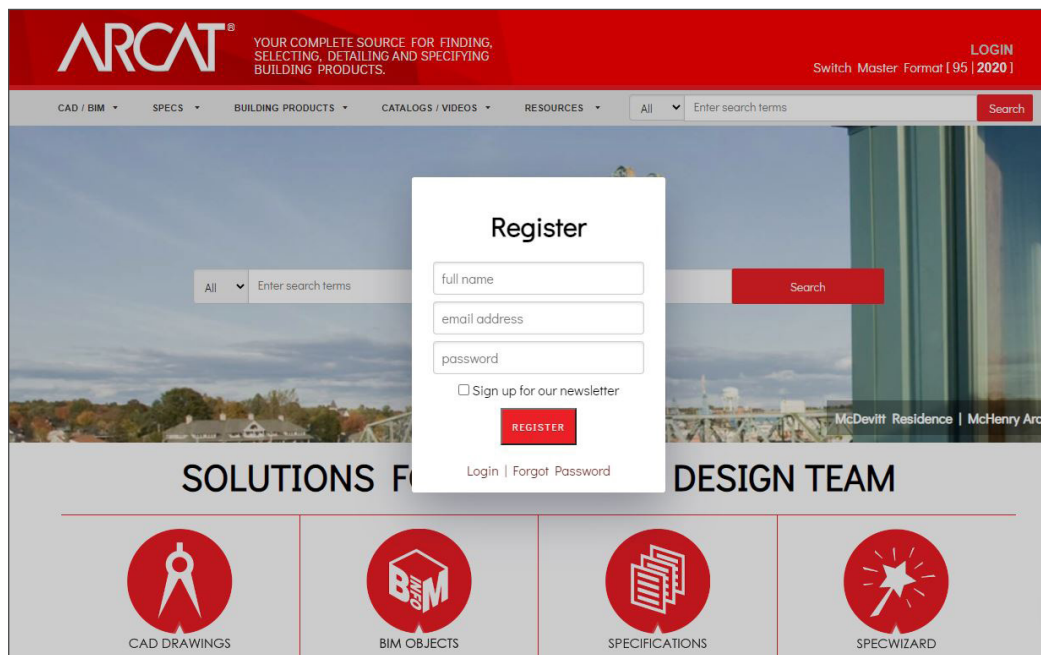 ARCAT®
YOUR COMPLETE SOURCE FOR FINDING,
SELECTING, DETAILING AND SPECIFYING
BUILDING PRODUCTS.
LOGIN
Switch Master Format [ 95 | 2020 ]
CAD / BIM
SPECS
BUILDING PRODUCTS
CATALOGS / VIDEOS
RESOURCES
All
Enter search terms
Search
Register
full name
email address
password
Sign up for our newsletter
REGISTER
Login | Forgot Password
All
Enter search terms
Search
McDevitt Residence | McHenry Arc
SOLUTIONS F
DESIGN TEAM
BIM
INFO
CAD DRAWINGS
BIM OBJECTS
SPECIFICATIONS
SPECWIZARD